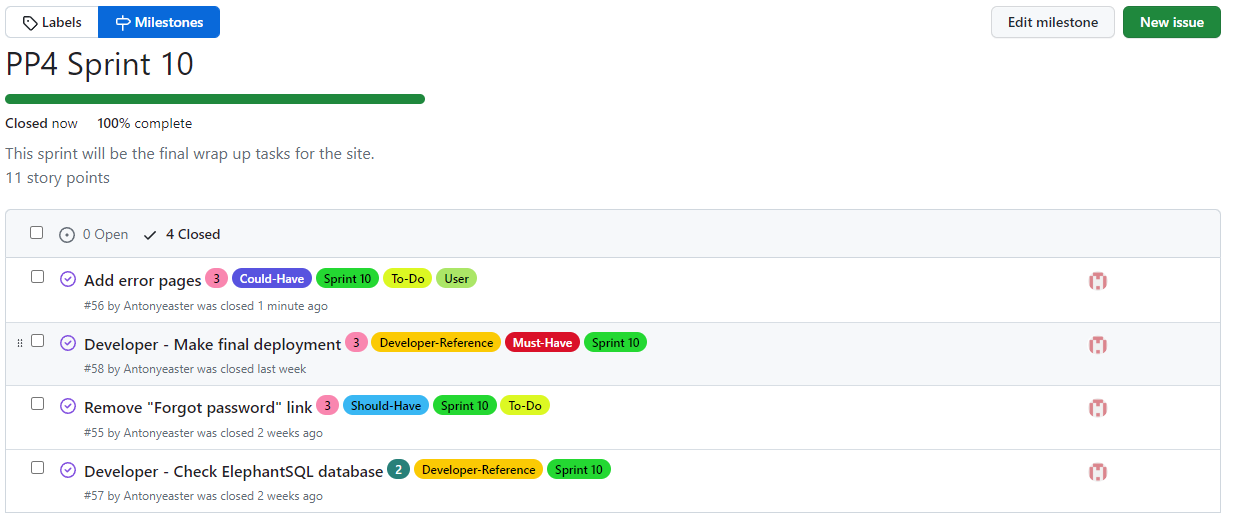 Labels Milestones Edit milestone New issue
PP4 Sprint 10
Closed now 100% complete
This sprint will be the final wrap up tasks for the site.
11 story points
0 Open 4 Closed
Add error pages 3 Could-Have Sprint 10 To-Do User
#56 by Antonyeaster was closed 1 minute ago
Developer - Make final deployment 3 Developer-Reference Must-Have Sprint 10
#58 by Antonyeaster was closed last week
Remove "Forgot password" link 3 Should-Have Sprint 10 To-Do
#55 by Antonyeaster was closed 2 weeks ago
Developer - Check ElephantSQL database 2 Developer-Reference Sprint 10
#57 by Antonyeaster was closed 2 weeks ago